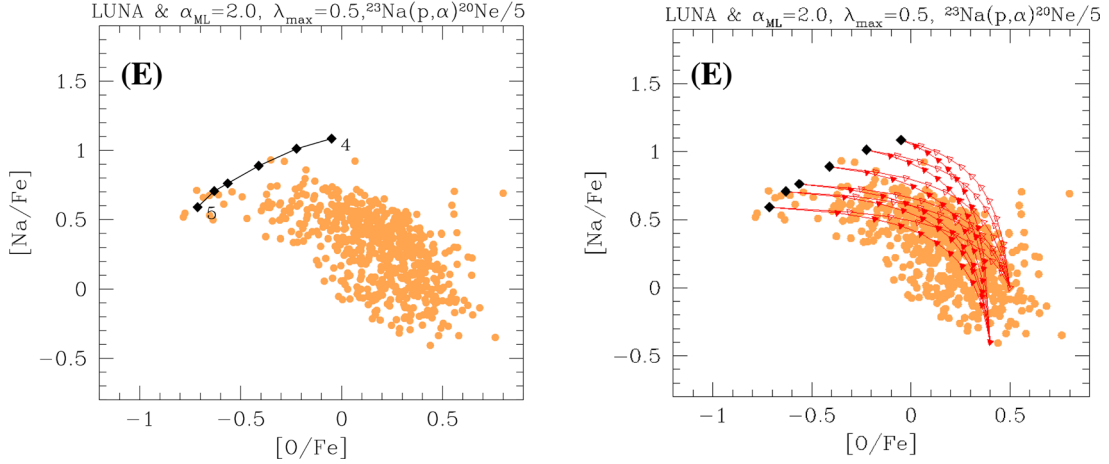 LUNA & α_ML=2.0, λ_max=0.5,²³Na(p,α)²⁰Ne/5
(E)
1.5
1
0.5
0
−0.5
[Na/Fe]
4
5
−1
−0.5
0
0.5
[O/Fe]
LUNA & α_ML=2.0, λ_max=0.5, ²³Na(p,α)²⁰Ne/5
(E)
1.5
1
0.5
0
−0.5
[Na/Fe]
−1
−0.5
0
0.5
[O/Fe]